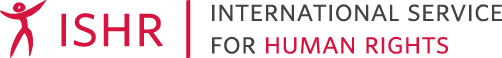 ISHR
INTERNATIONAL SERVICE
FOR HUMAN RIGHTS